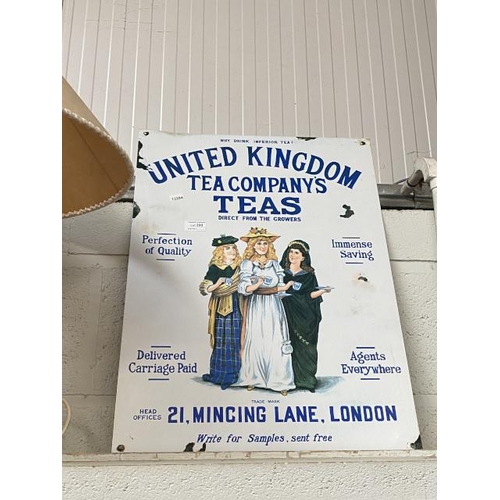 WHY DRINK INFERIOR TEA?
UNITED KINGDOM
TEA COMPANY'S
TEAS
DIRECT FROM THE GROWERS
Perfection
of Quality
Immense
Saving
Delivered
Carriage Paid
Agents
Everywhere
TRADE MARK
HEAD
OFFICES
21, MINCING LANE, LONDON
Write for Samples, sent free